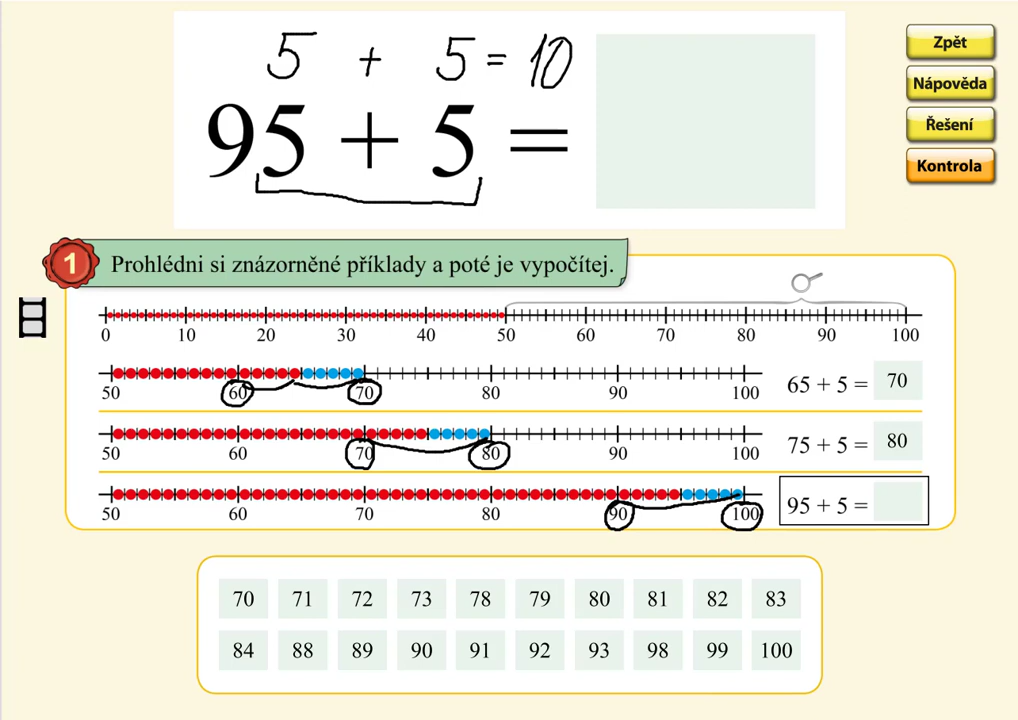 5 + 5 = 10
95 + 5 =
Zpět
Nápověda
Řešení
Kontrola
1 Prohlédni si znázorněné příklady a poté je vypočítej.
0 10 20 30 40 50 60 70 80 90 100
50 60 70 80 90 100 65 + 5 = 70
50 60 70 80 90 100 75 + 5 = 80
50 60 70 80 90 100 95 + 5 =
70 71 72 73 78 79 80 81 82 83
84 88 89 90 91 92 93 98 99 100